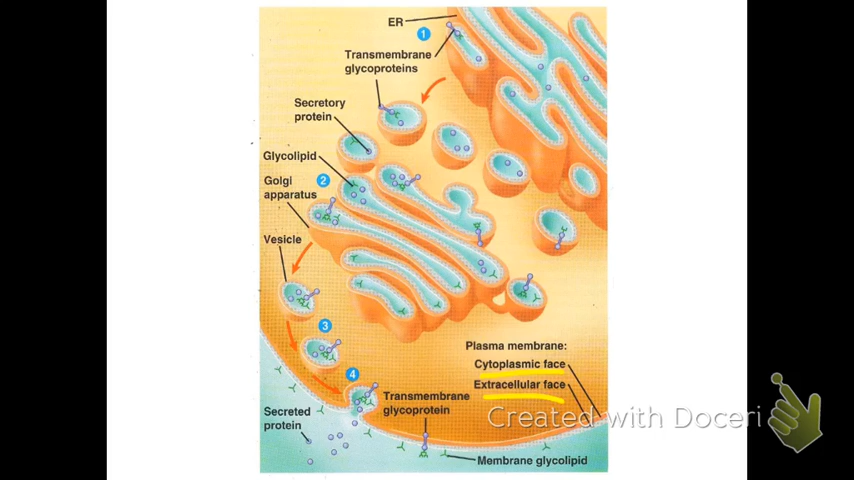 ER
1
Transmembrane
glycoproteins
Secretory
protein
Glycolipid
2
Golgi
apparatus
Vesicle
3
Plasma membrane:
Cytoplasmic face
4
Extracellular face
Transmembrane
glycoprotein
Secreted
protein
Created with Doceri
Membrane glycolipid